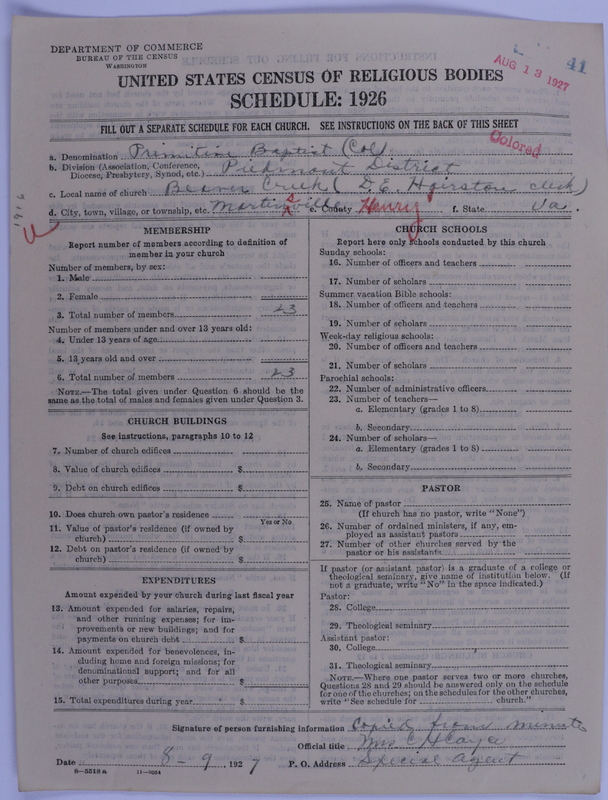 DEPARTMENT OF COMMERCE
BUREAU OF THE CENSUS
WASHINGTON
41
AUG 13 1927
UNITED STATES CENSUS OF RELIGIOUS BODIES
SCHEDULE: 1926
FILL OUT A SEPARATE SCHEDULE FOR EACH CHURCH. SEE INSTRUCTIONS ON THE BACK OF THIS SHEET
Colored
a. Denomination Primitive Baptist (Col)
b. Division (Association, Conference, Diocese, Presbytery, Synod, etc.) Piedmont District
c. Local name of church Beaver Creek (D.E. Hairston clerk)
d. City, town, village, or township, etc. Martinsville e. County Henry f. State Va.
1916
MEMBERSHIP
Report number of members according to definition of
member in your church
Number of members, by sex:
1. Male
2. Female
3. Total number of members 23
Number of members under and over 13 years old:
4. Under 13 years of age
5. 13 years old and over
6. Total number of members 23
NOTE.—The total given under Question 6 should be the
same as the total of males and females given under Question 3.
CHURCH BUILDINGS
See instructions, paragraphs 10 to 12
7. Number of church edifices
8. Value of church edifices $
9. Debt on church edifices $
10. Does church own pastor's residence
Yes or No
11. Value of pastor's residence (if owned by
church) $
12. Debt on pastor's residence (if owned by
church) $
EXPENDITURES
Amount expended by your church during last fiscal year
13. Amount expended for salaries, repairs,
and other running expenses; for im-
provements or new buildings; and for
payments on church debt $
14. Amount expended for benevolences, in-
cluding home and foreign missions; for
denominational support; and for all
other purposes $
15. Total expenditures during year $
CHURCH SCHOOLS
Report here only schools conducted by this church
Sunday schools:
16. Number of officers and teachers
17. Number of scholars
Summer vacation Bible schools:
18. Number of officers and teachers
19. Number of scholars
Week-day religious schools:
20. Number of officers and teachers
21. Number of scholars
Parochial schools:
22. Number of administrative officers
23. Number of teachers—
a. Elementary (grades 1 to 8)
b. Secondary
24. Number of scholars—
a. Elementary (grades 1 to 8)
b. Secondary
PASTOR
25. Name of pastor
(If church has no pastor, write "None")
26. Number of ordained ministers, if any, em-
ployed as assistant pastors
27. Number of other churches served by the
pastor or his assistants
If pastor (or assistant pastor) is a graduate of a college or
theological seminary, give name of institution below. (If
not a graduate, write "No" in the space indicated.)
Pastor:
28. College
29. Theological seminary
Assistant pastor:
30. College
31. Theological seminary
NOTE.—Where one pastor serves two or more churches,
Questions 28 and 29 should be answered only on the schedule
for one of the churches; on the schedules for the other churches,
write "See schedule for church."
Signature of person furnishing information Copied from minutes
Official title Wm. C.
Date 8-9, 1927 P. O. Address Special Agent
8—5518a 11—9084